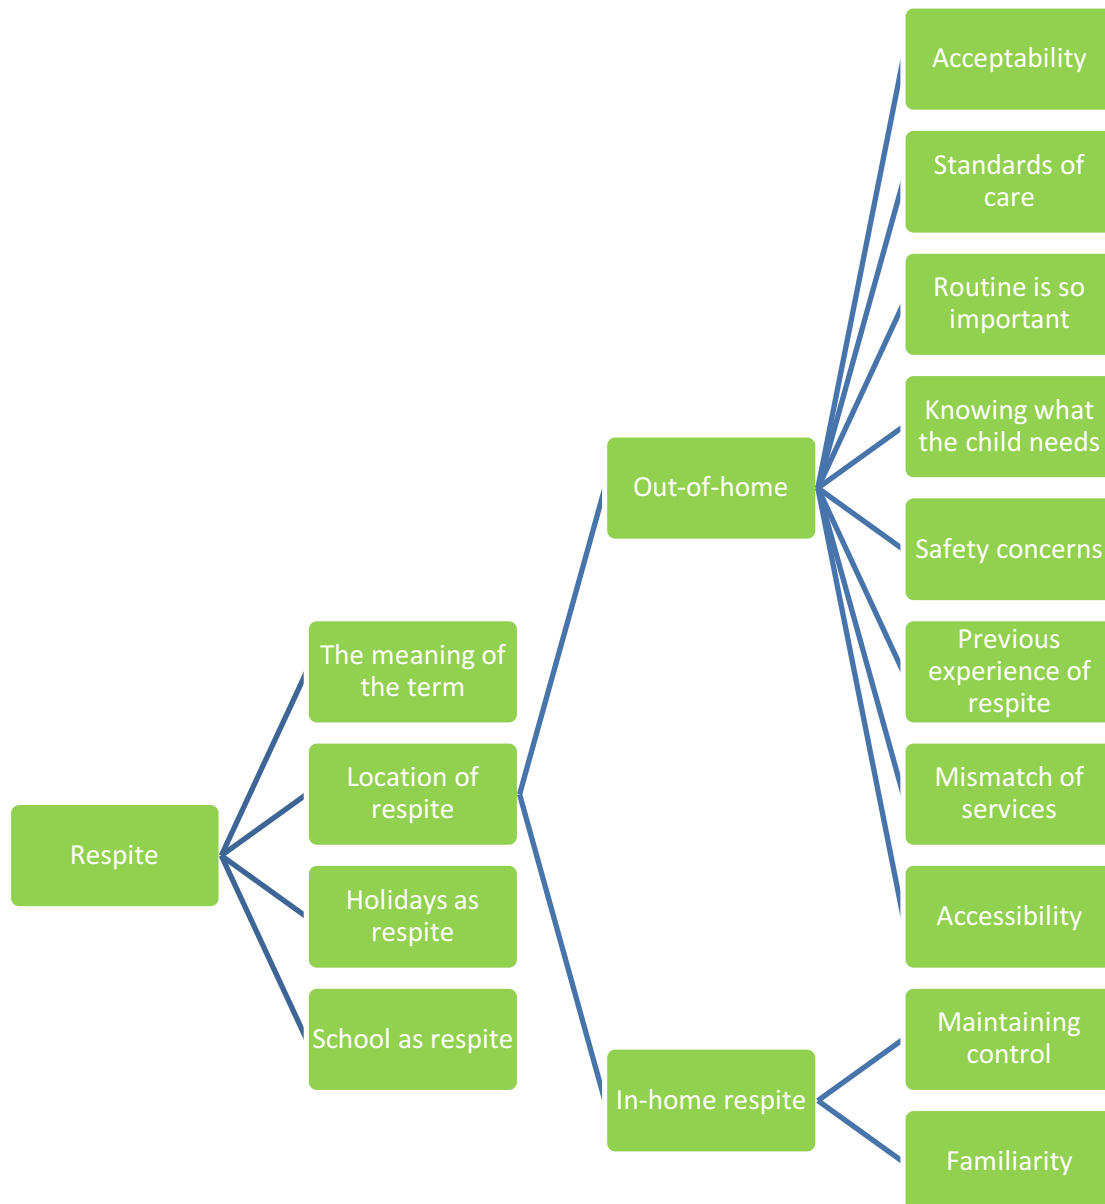 Respite
The meaning of
the term
Location of
respite
Holidays as
respite
School as respite
Out-of-home
In-home respite
Acceptability
Standards of
care
Routine is so
important
Knowing what
the child needs
Safety concerns
Previous
experience of
respite
Mismatch of
services
Accessibility
Maintaining
control
Familiarity